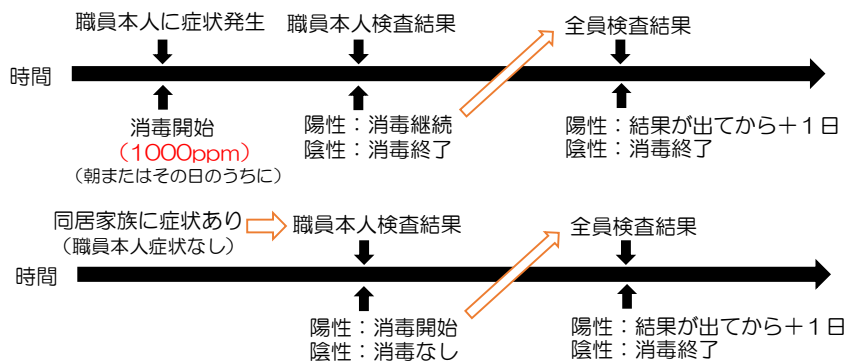 職員本人に症状発生
職員本人検査結果
全員検査結果
時間
消毒開始
（1000ppm）
（朝またはその日のうちに）
陽性：消毒継続
陰性：消毒終了
陽性：結果が出てから＋１日
陰性：消毒終了
同居家族に症状あり
（職員本人症状なし）
職員本人検査結果
全員検査結果
時間
陽性：消毒開始
陰性：消毒なし
陽性：結果が出てから＋１日
陰性：消毒終了